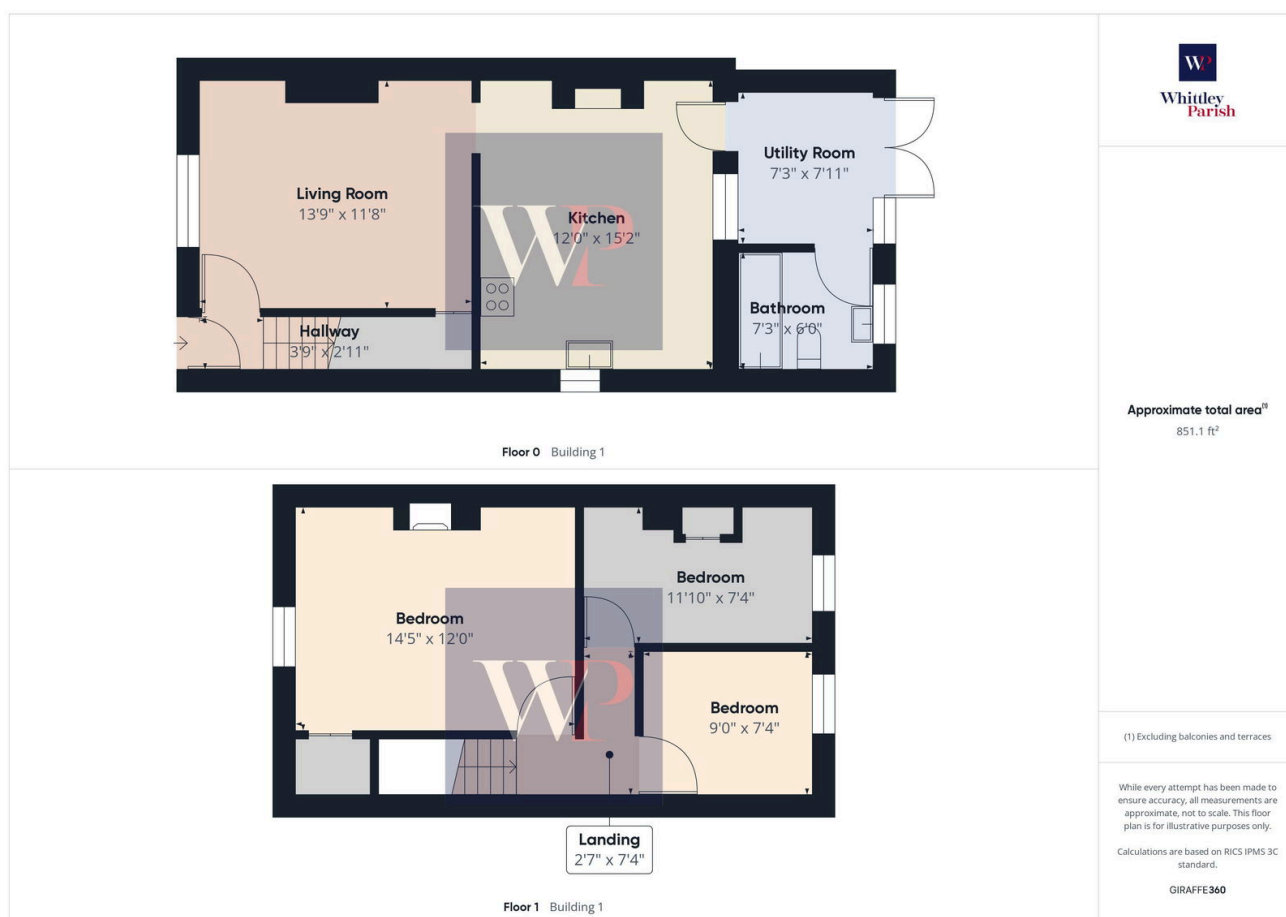 Living Room
13'9" x 11'8"
Kitchen
12'0" x 15'2"
Utility Room
7'3" x 7'11"
Hallway
3'9" x 2'11"
Bathroom
7'3" x 6'0"
WP
Floor 0 Building 1
Bedroom
14'5" x 12'0"
Bedroom
11'10" x 7'4"
Bedroom
9'0" x 7'4"
WP
Landing
2'7" x 7'4"
Floor 1 Building 1
WP
Whittley
Parish
Approximate total area(1)
851.1 ft²
(1) Excluding balconies and terraces
While every attempt has been made to
ensure accuracy, all measurements are
approximate, not to scale. This floor
plan is for illustrative purposes only.
Calculations are based on RICS IPMS 3C
standard.
GIRAFFE360